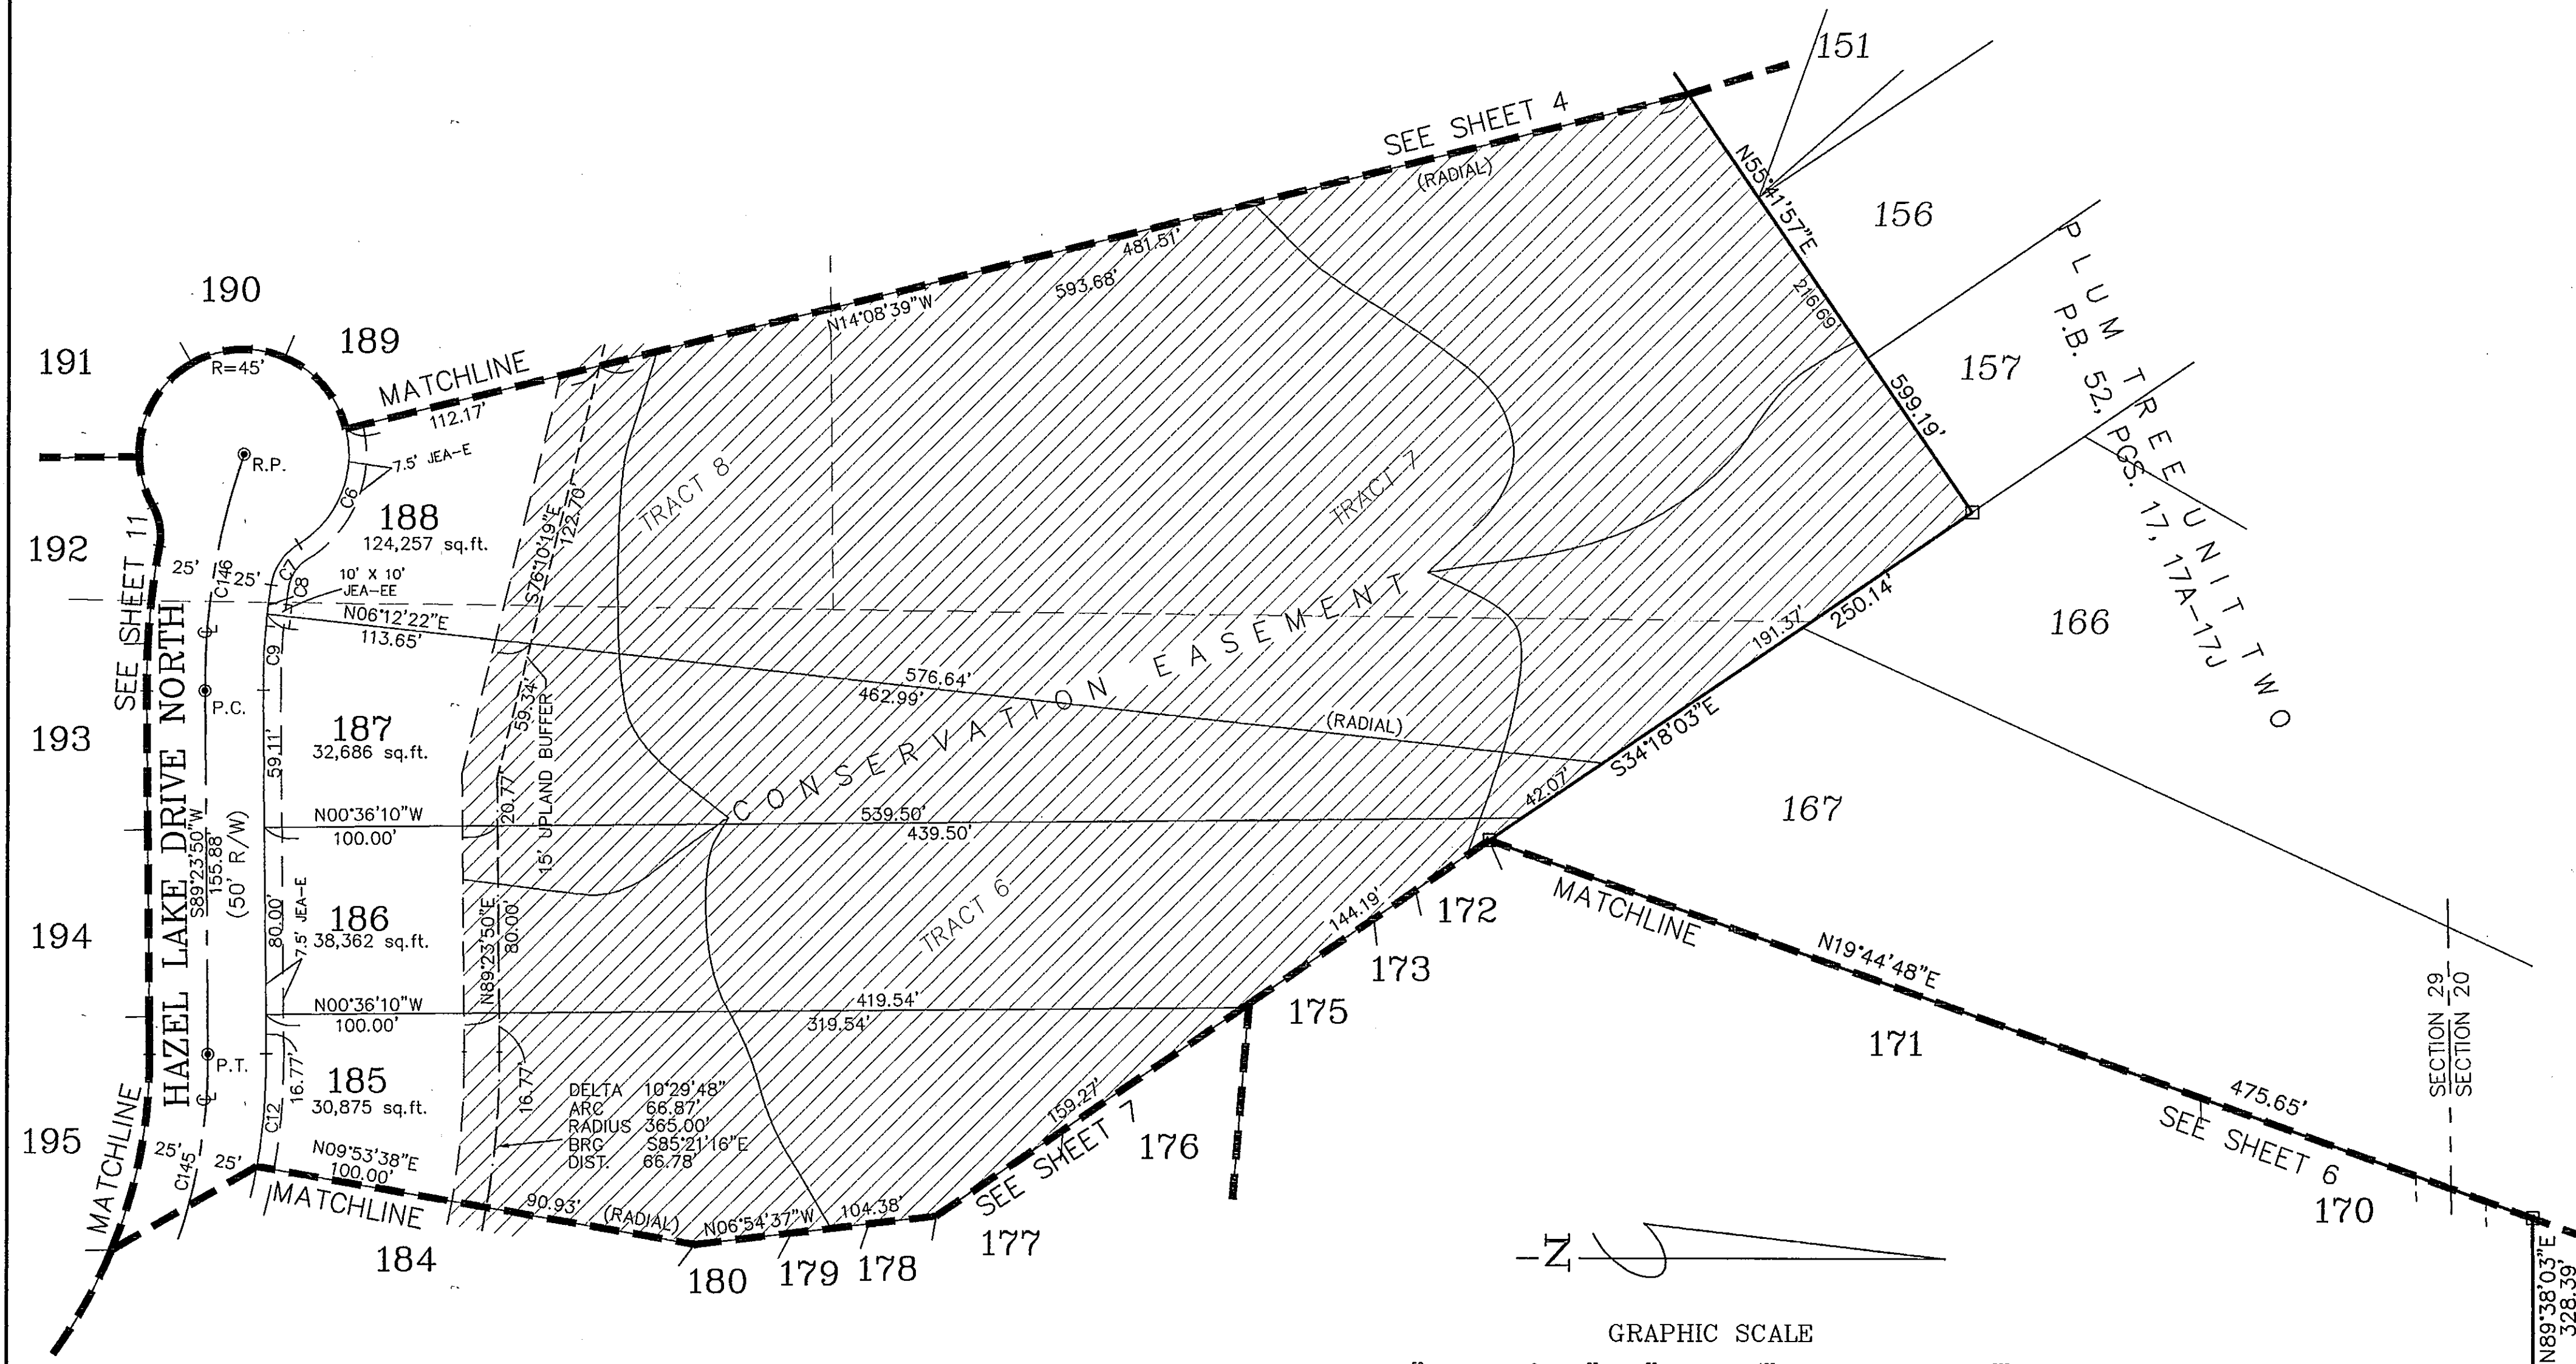 151
SEE SHEET 4
(RADIAL)
N55°41'57"E
156
216.69'
599.19'
157
PLUM TREE UNIT TWO
P.B. 52, PGS. 17, 17A-17J
481.51'
593.68'
N14°08'39"W
190
189
191
R=45'
MATCHLINE
112.17'
R.P.
7.5' JEA-E
C6
188
124,257 sq.ft.
192
SEE SHEET 11
25'
C146
25'
C7
C8
10' X 10'
JEA-EE
S76°10'19"E
122.70'
TRACT 8
TRACT 7
N06°12'22"E
113.65'
C9
576.64'
462.99'
(RADIAL)
CONSERVATION EASEMENT
191.37'
250.14'
166
S34°18'03"E
42.07'
167
193
P.C.
187
32,686 sq.ft.
59.11'
59.34'
20.77
15' UPLAND BUFFER
HAZEL LAKE DRIVE NORTH
S89°23'50"W
155.88'
(50' R/W)
N00°36'10"W
100.00'
539.50'
439.50'
194
186
38,362 sq.ft.
80.00'
7.5' JEA-E
N89°23'50"E
80.00'
TRACT 6
144.19'
172
173
175
MATCHLINE
N19°44'48"E
171
SECTION 29
SECTION 20
475.65'
SEE SHEET 6
170
N00°36'10"W
100.00'
419.54'
319.54'
P.T.
16.77'
185
30,875 sq.ft.
C12
16.77'
DELTA 10°29'48"
ARC 66.87'
RADIUS 365.00'
BRG S85°21'16"E
DIST. 66.78'
159.27'
SEE SHEET 7
176
177
195
MATCHLINE
25'
C145
25'
N09°53'38"E
100.00'
MATCHLINE
184
90.93'
(RADIAL)
N06°54'37"W
104.38'
180
179
178
N
GRAPHIC SCALE
N89°38'03"E
328.39'